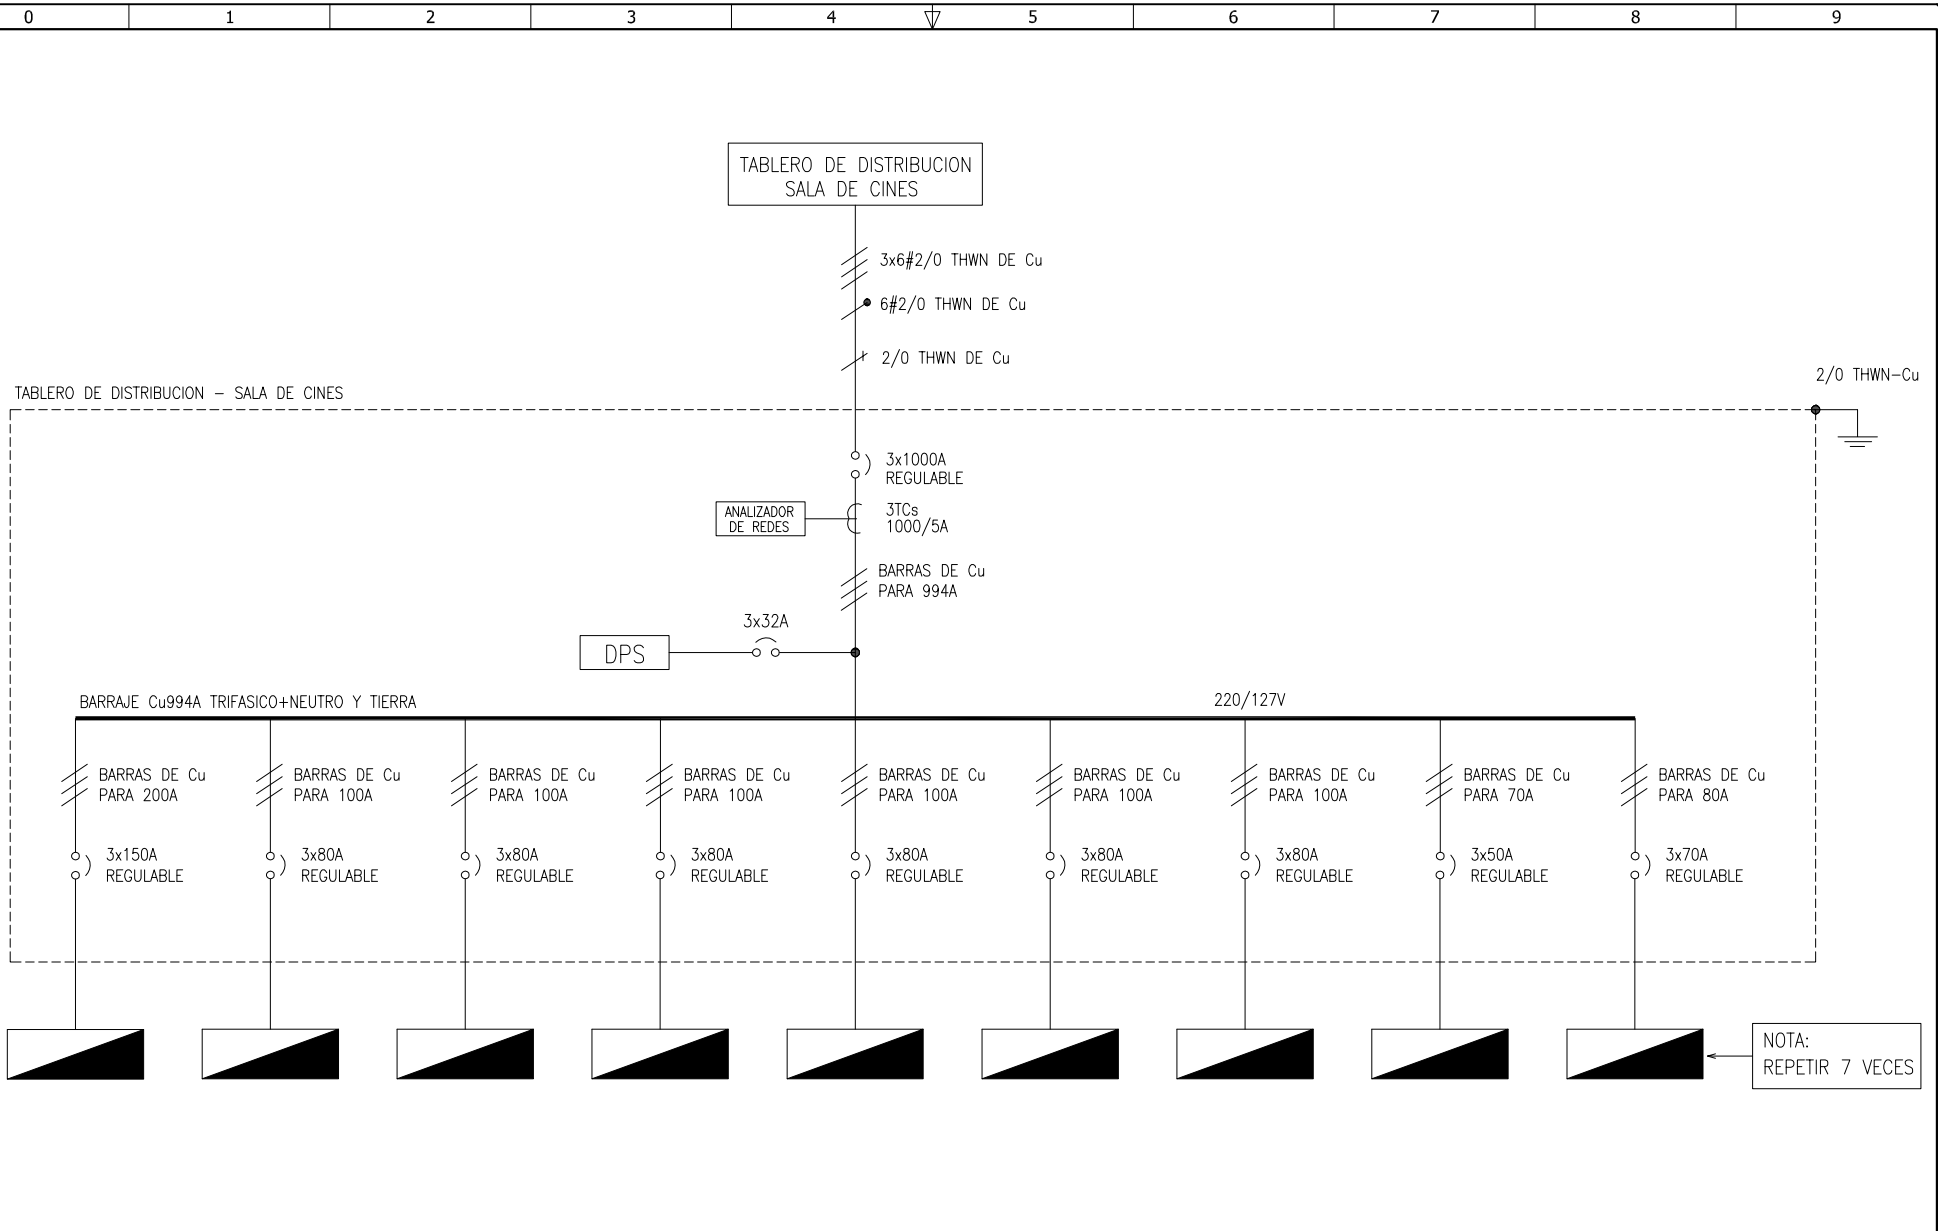 0 1 2 3 4 5 6 7 8 9
TABLERO DE DISTRIBUCION
SALA DE CINES
3x6#2/0 THWN DE Cu
6#2/0 THWN DE Cu
2/0 THWN DE Cu
2/0 THWN-Cu
TABLERO DE DISTRIBUCION - SALA DE CINES
3x1000A
REGULABLE
ANALIZADOR
DE REDES
3TCs
1000/5A
BARRAS DE Cu
PARA 994A
3x32A
DPS
BARRAJE Cu994A TRIFASICO+NEUTRO Y TIERRA
220/127V
BARRAS DE Cu
PARA 200A
BARRAS DE Cu
PARA 100A
BARRAS DE Cu
PARA 100A
BARRAS DE Cu
PARA 100A
BARRAS DE Cu
PARA 100A
BARRAS DE Cu
PARA 100A
BARRAS DE Cu
PARA 100A
BARRAS DE Cu
PARA 70A
BARRAS DE Cu
PARA 80A
3x150A
REGULABLE
3x80A
REGULABLE
3x80A
REGULABLE
3x80A
REGULABLE
3x80A
REGULABLE
3x80A
REGULABLE
3x80A
REGULABLE
3x50A
REGULABLE
3x70A
REGULABLE
NOTA:
REPETIR 7 VECES